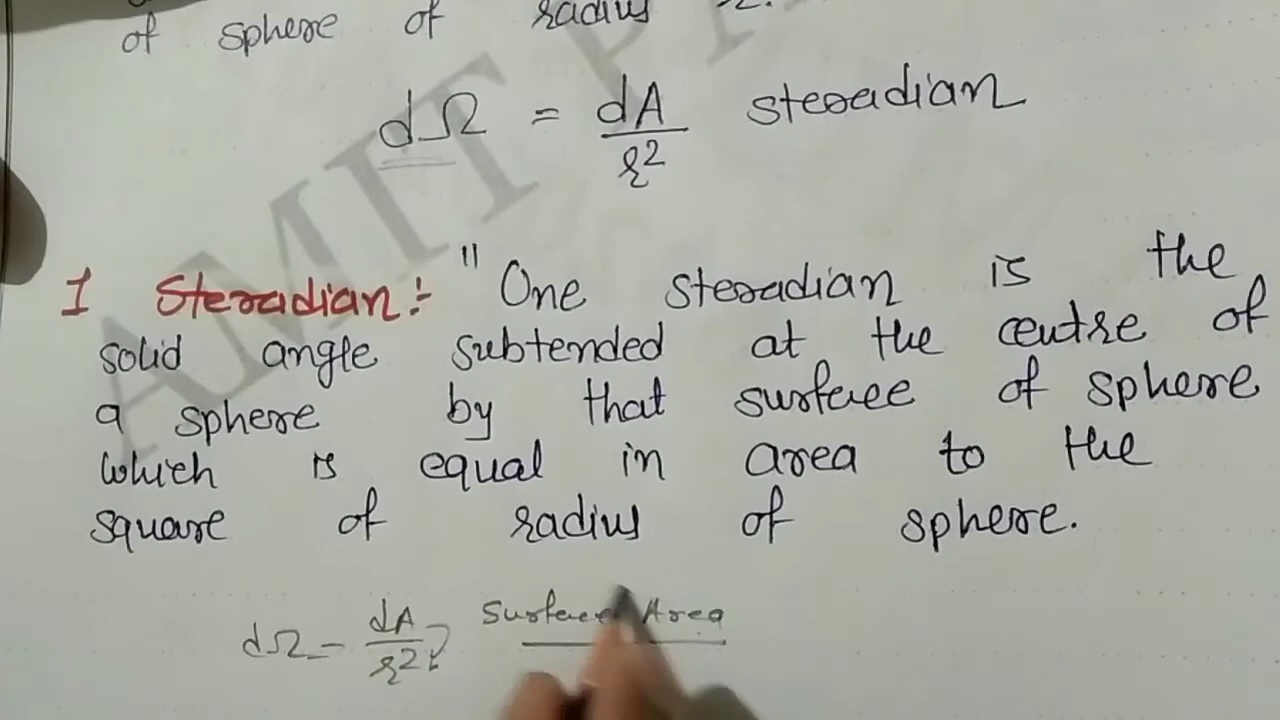 of sphere of radius r.
dΩ = dA/r² steradian
1 Steradian:- "One steradian is the
solid angle subtended at the centre of
a sphere by that surface of sphere
which is equal in area to the
square of radius of sphere.
dΩ = dA/r² Surface Area
AMIT